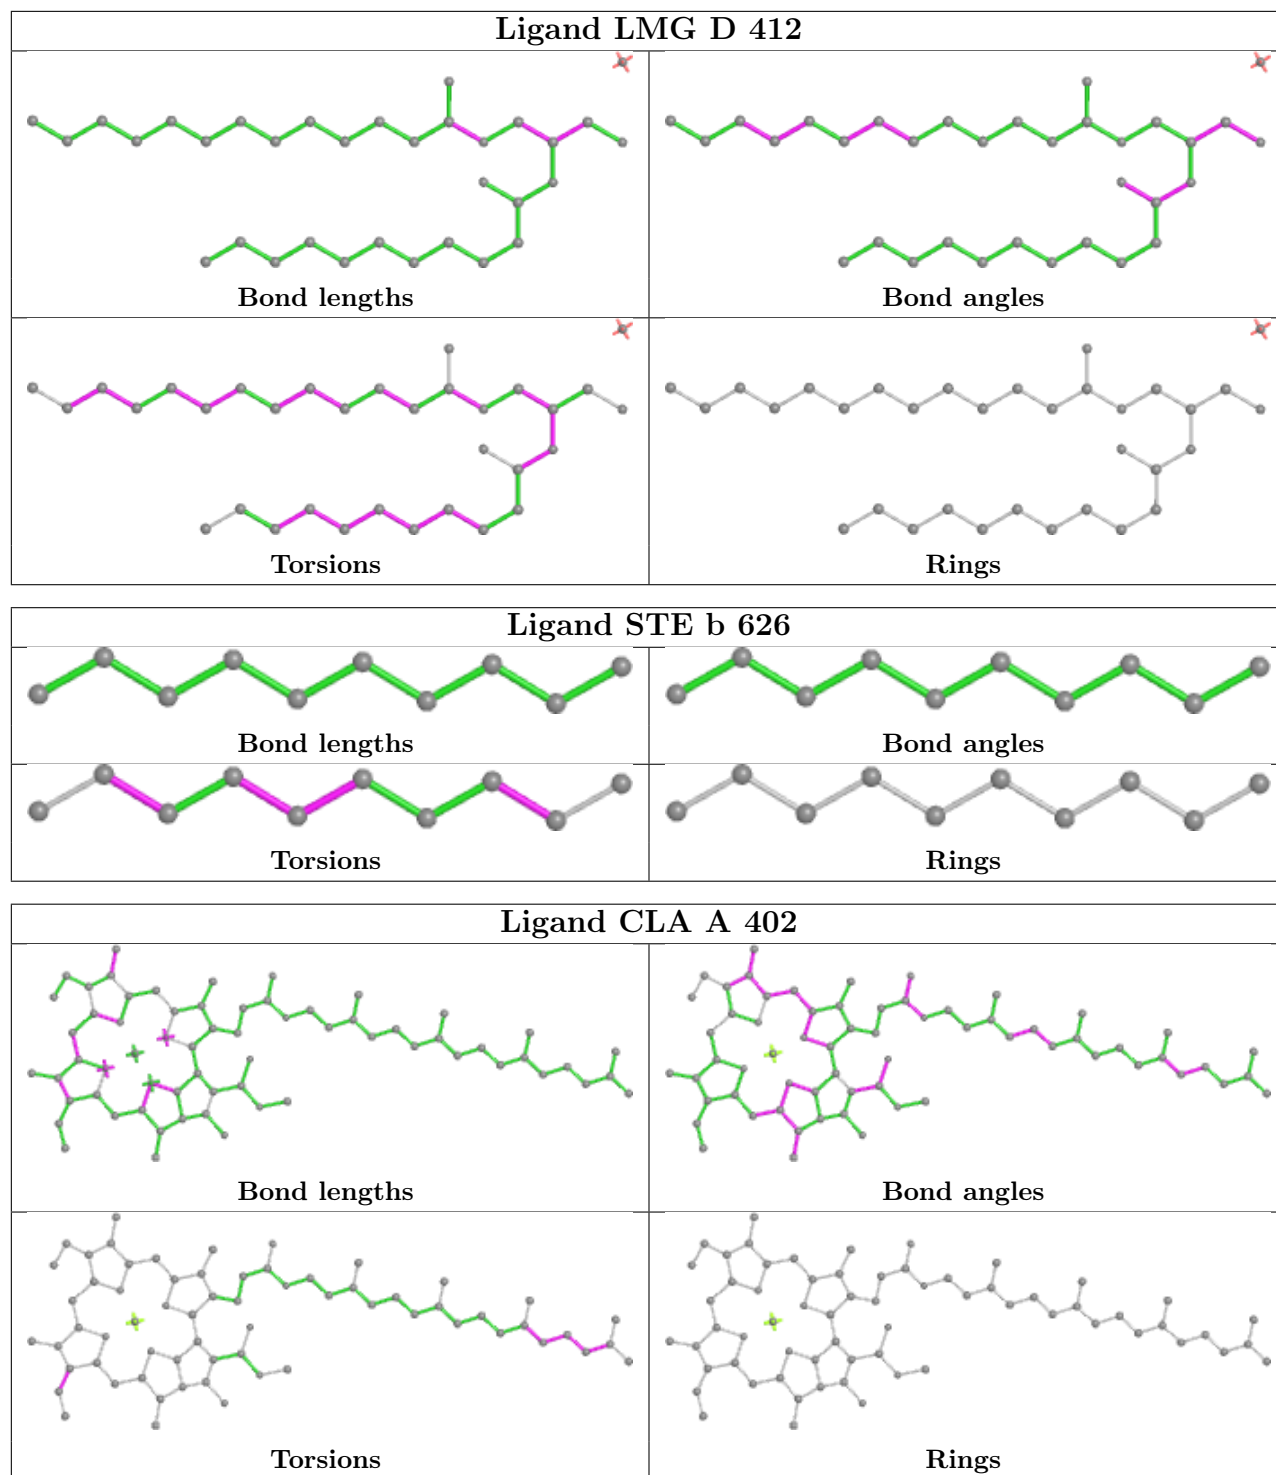 Ligand LMG D 412
Bond lengths
Bond angles
Torsions
Rings
Ligand STE b 626
Bond lengths
Bond angles
Torsions
Rings
Ligand CLA A 402
Bond lengths
Bond angles
Torsions
Rings